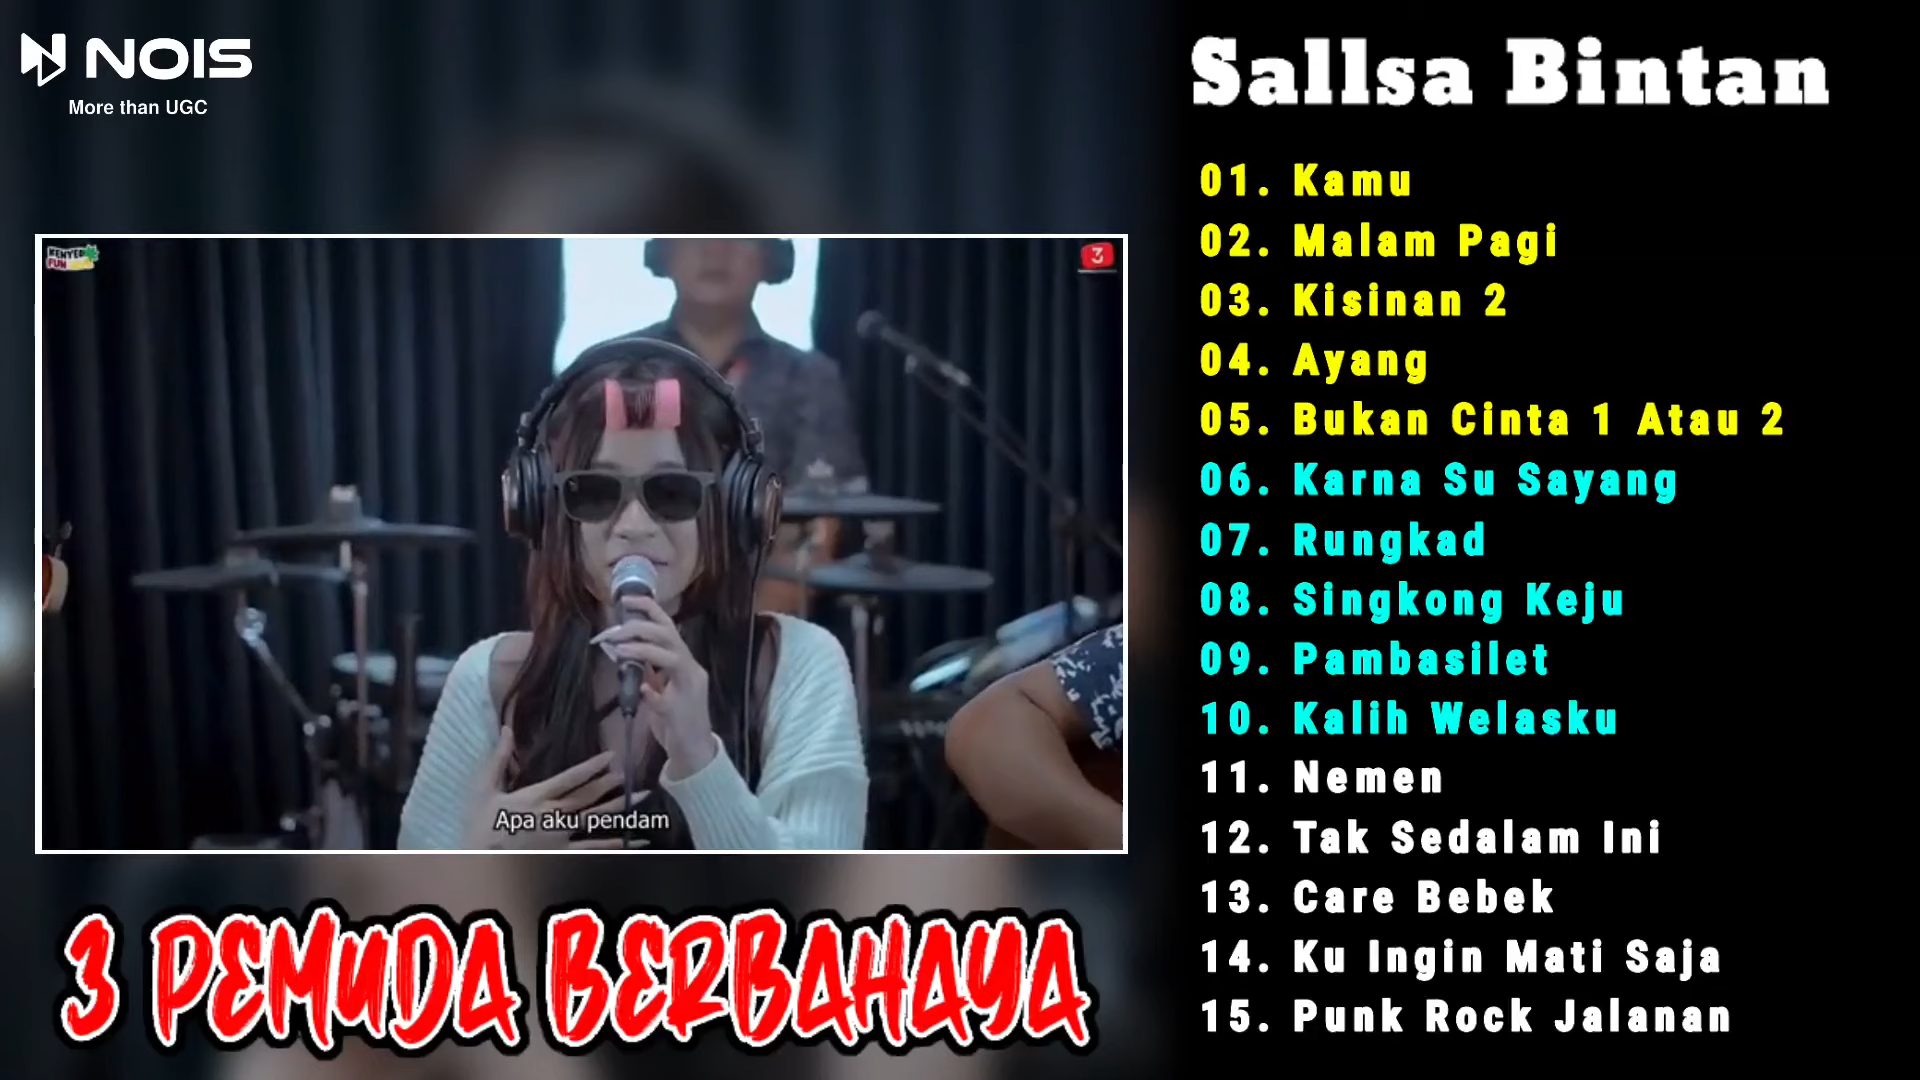 NOIS
More than UGC
Sallsa Bintan
01. Kamu
02. Malam Pagi
03. Kisinan 2
04. Ayang
05. Bukan Cinta 1 Atau 2
06. Karna Su Sayang
07. Rungkad
08. Singkong Keju
09. Pambasilet
10. Kalih Welasku
11. Nemen
12. Tak Sedalam Ini
13. Care Bebek
14. Ku Ingin Mati Saja
15. Punk Rock Jalanan
3
Apa aku pendam
3 PEMUDA BERBAHAYA